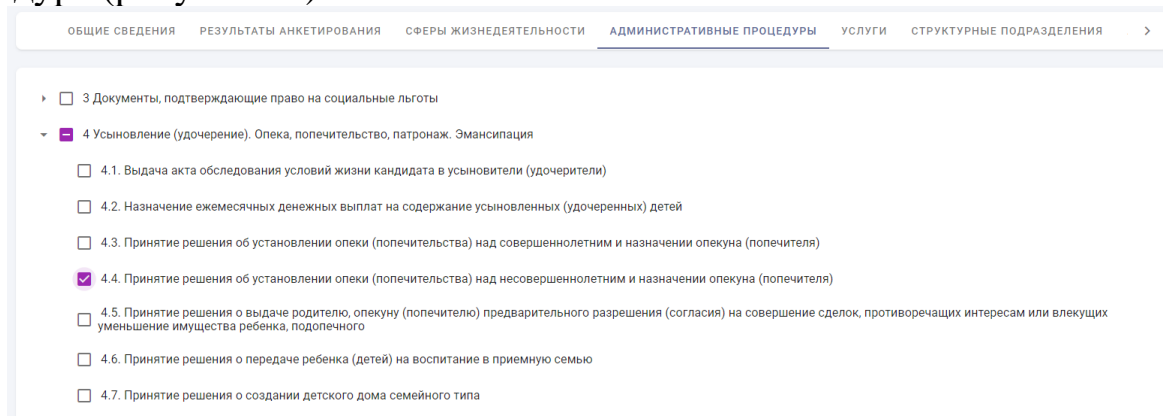 ОБЩИЕ СВЕДЕНИЯ РЕЗУЛЬТАТЫ АНКЕТИРОВАНИЯ СФЕРЫ ЖИЗНЕДЕЯТЕЛЬНОСТИ АДМИНИСТРАТИВНЫЕ ПРОЦЕДУРЫ УСЛУГИ СТРУКТУРНЫЕ ПОДРАЗДЕЛЕНИЯ
3 Документы, подтверждающие право на социальные льготы
4 Усыновление (удочерение). Опека, попечительство, патронаж. Эмансипация
4.1. Выдача акта обследования условий жизни кандидата в усыновители (удочерители)
4.2. Назначение ежемесячных денежных выплат на содержание усыновленных (удочеренных) детей
4.3. Принятие решения об установлении опеки (попечительства) над совершеннолетним и назначении опекуна (попечителя)
4.4. Принятие решения об установлении опеки (попечительства) над несовершеннолетним и назначении опекуна (попечителя)
4.5. Принятие решения о выдаче родителю, опекуну (попечителю) предварительного разрешения (согласия) на совершение сделок, противоречащих интересам или влекущих
уменьшение имущества ребенка, подопечного
4.6. Принятие решения о передаче ребенка (детей) на воспитание в приемную семью
4.7. Принятие решения о создании детского дома семейного типа